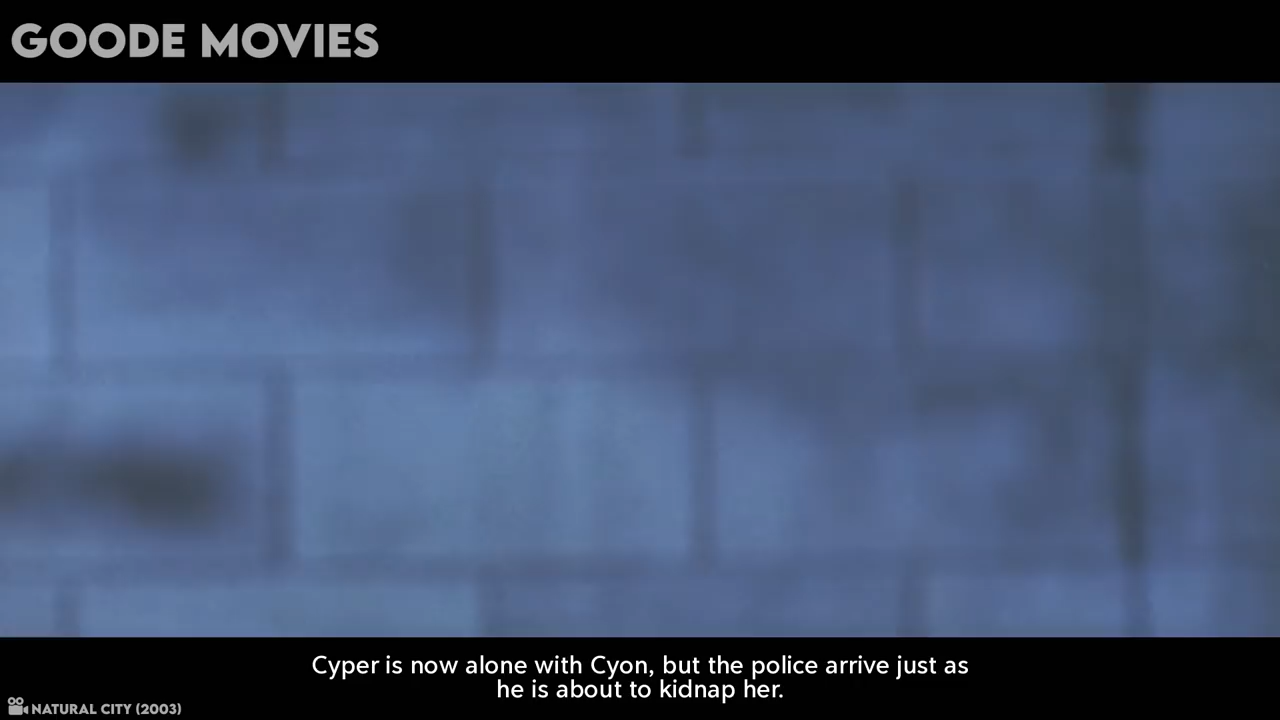 GOODE MOVIES
Cyper is now alone with Cyon, but the police arrive just as
he is about to kidnap her.
NATURAL CITY (2003)